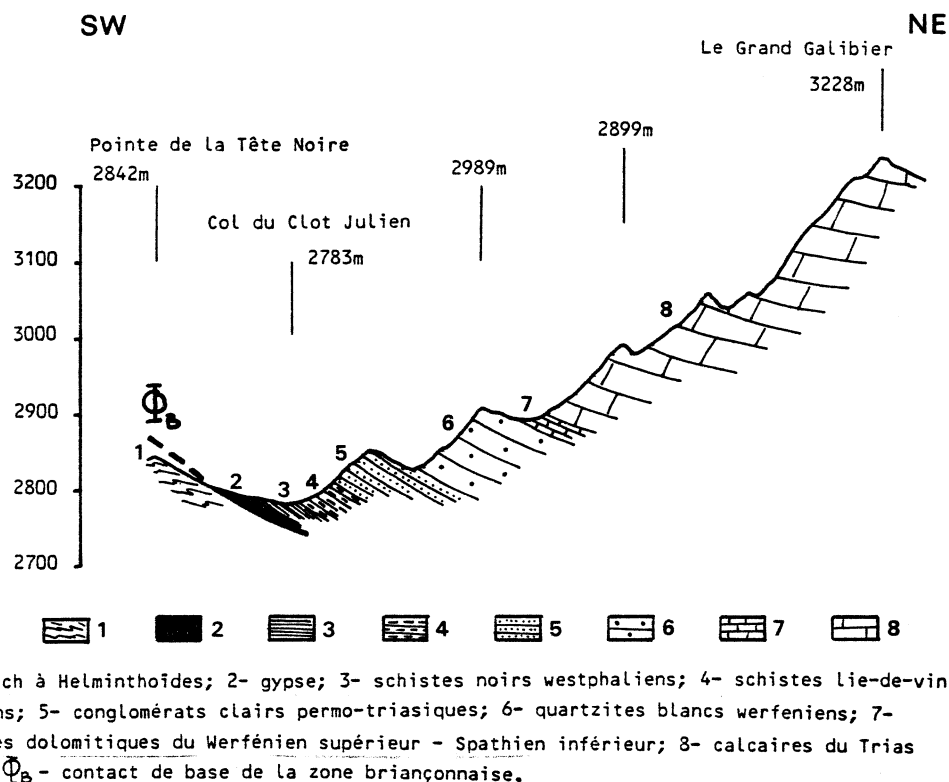 SW
NE
Le Grand Galibier
3228m
2899m
Pointe de la Tête Noire
2842m
2989m
3200
Col du Clot Julien
2783m
3100
3000
8
2900
7
6
Φ B
1
5
2800
2
3
4
2700
1
2
3
4
5
6
7
8
ch à Helminthoïdes; 2- gypse; 3- schistes noirs westphaliens; 4- schistes lie-de-vin
ns; 5- conglomérats clairs permo-triasiques; 6- quartzites blancs werfeniens; 7-
es dolomitiques du Werfénien supérieur - Spathien inférieur; 8- calcaires du Trias
ΦB - contact de base de la zone briançonnaise.